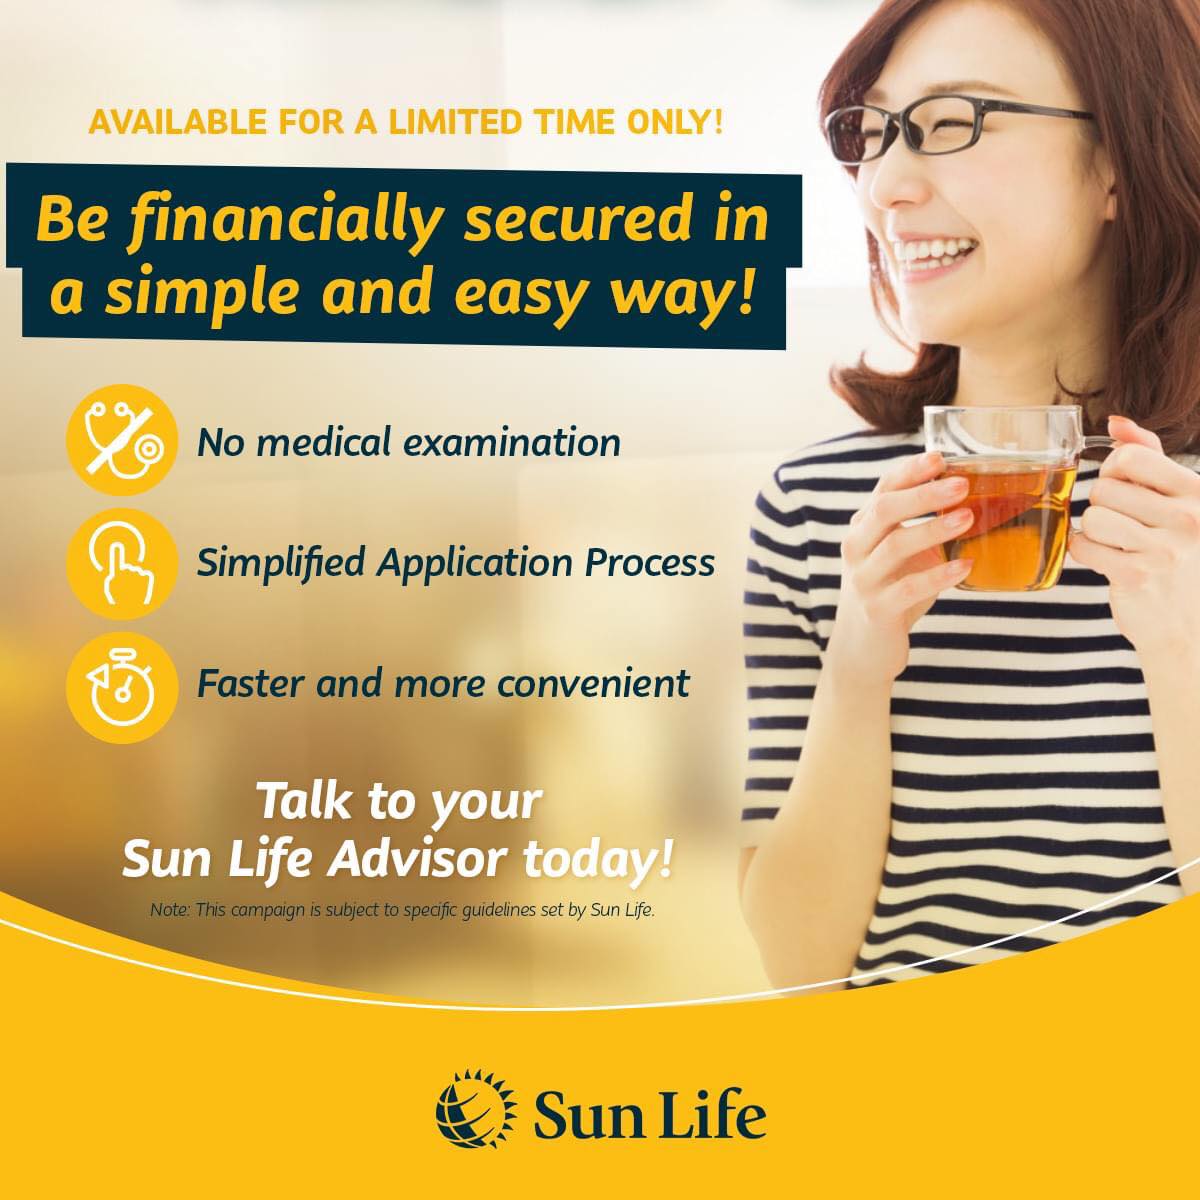 AVAILABLE FOR A LIMITED TIME ONLY!
Be financially secured in
a simple and easy way!
No medical examination
Simplified Application Process
Faster and more convenient
Talk to your
Sun Life Advisor today!
Note: This campaign is subject to specific guidelines set by Sun Life.
Sun Life